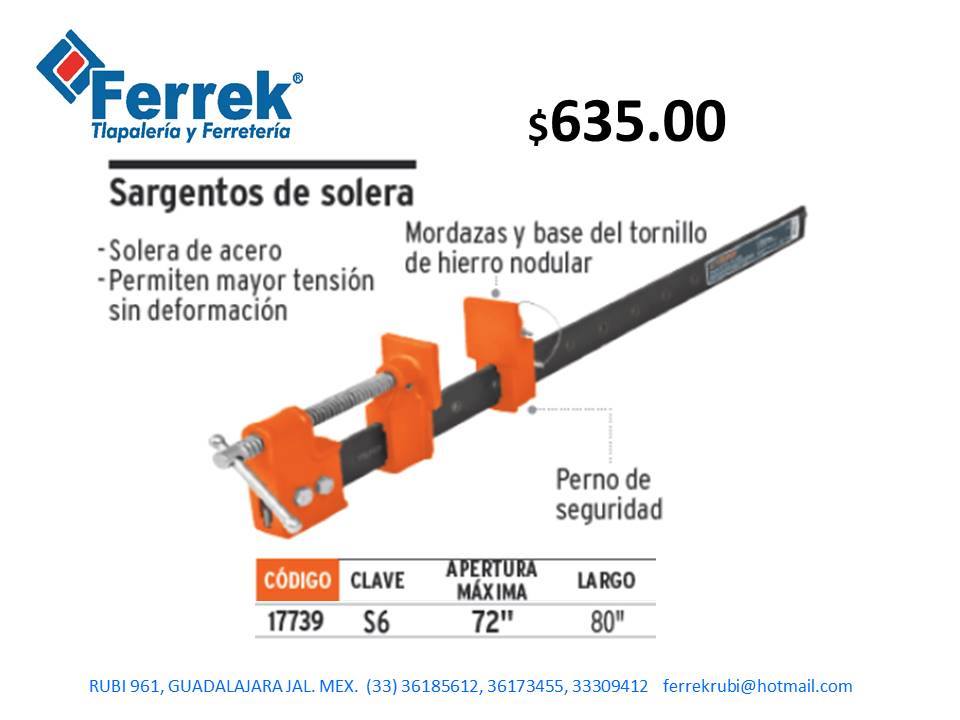 Ferrek®
Tlapalería y Ferretería
$635.00
Sargentos de solera
- Solera de acero
- Permiten mayor tensión
sin deformación
Mordazas y base del tornillo
de hierro nodular
Perno de
seguridad
CÓDIGO CLAVE APERTURA MÁXIMA LARGO
17739 S6 72" 80"
RUBI 961, GUADALAJARA JAL. MEX. (33) 36185612, 36173455, 33309412 ferrekrubi@hotmail.com